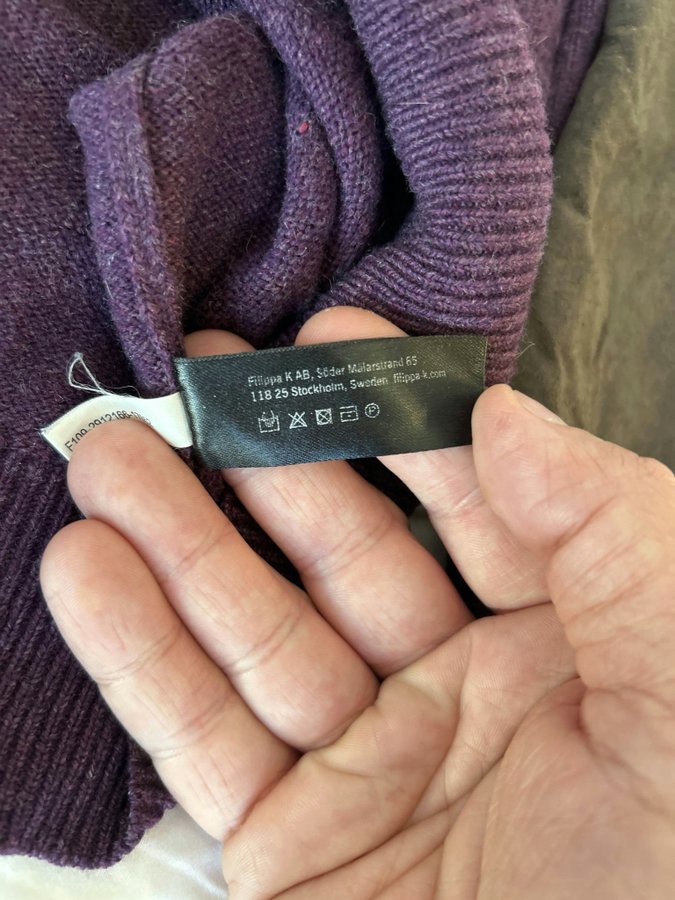 Filippa K AB, Söder Mälarstrand 65
118 25 Stockholm, Sweden filippa-k.com